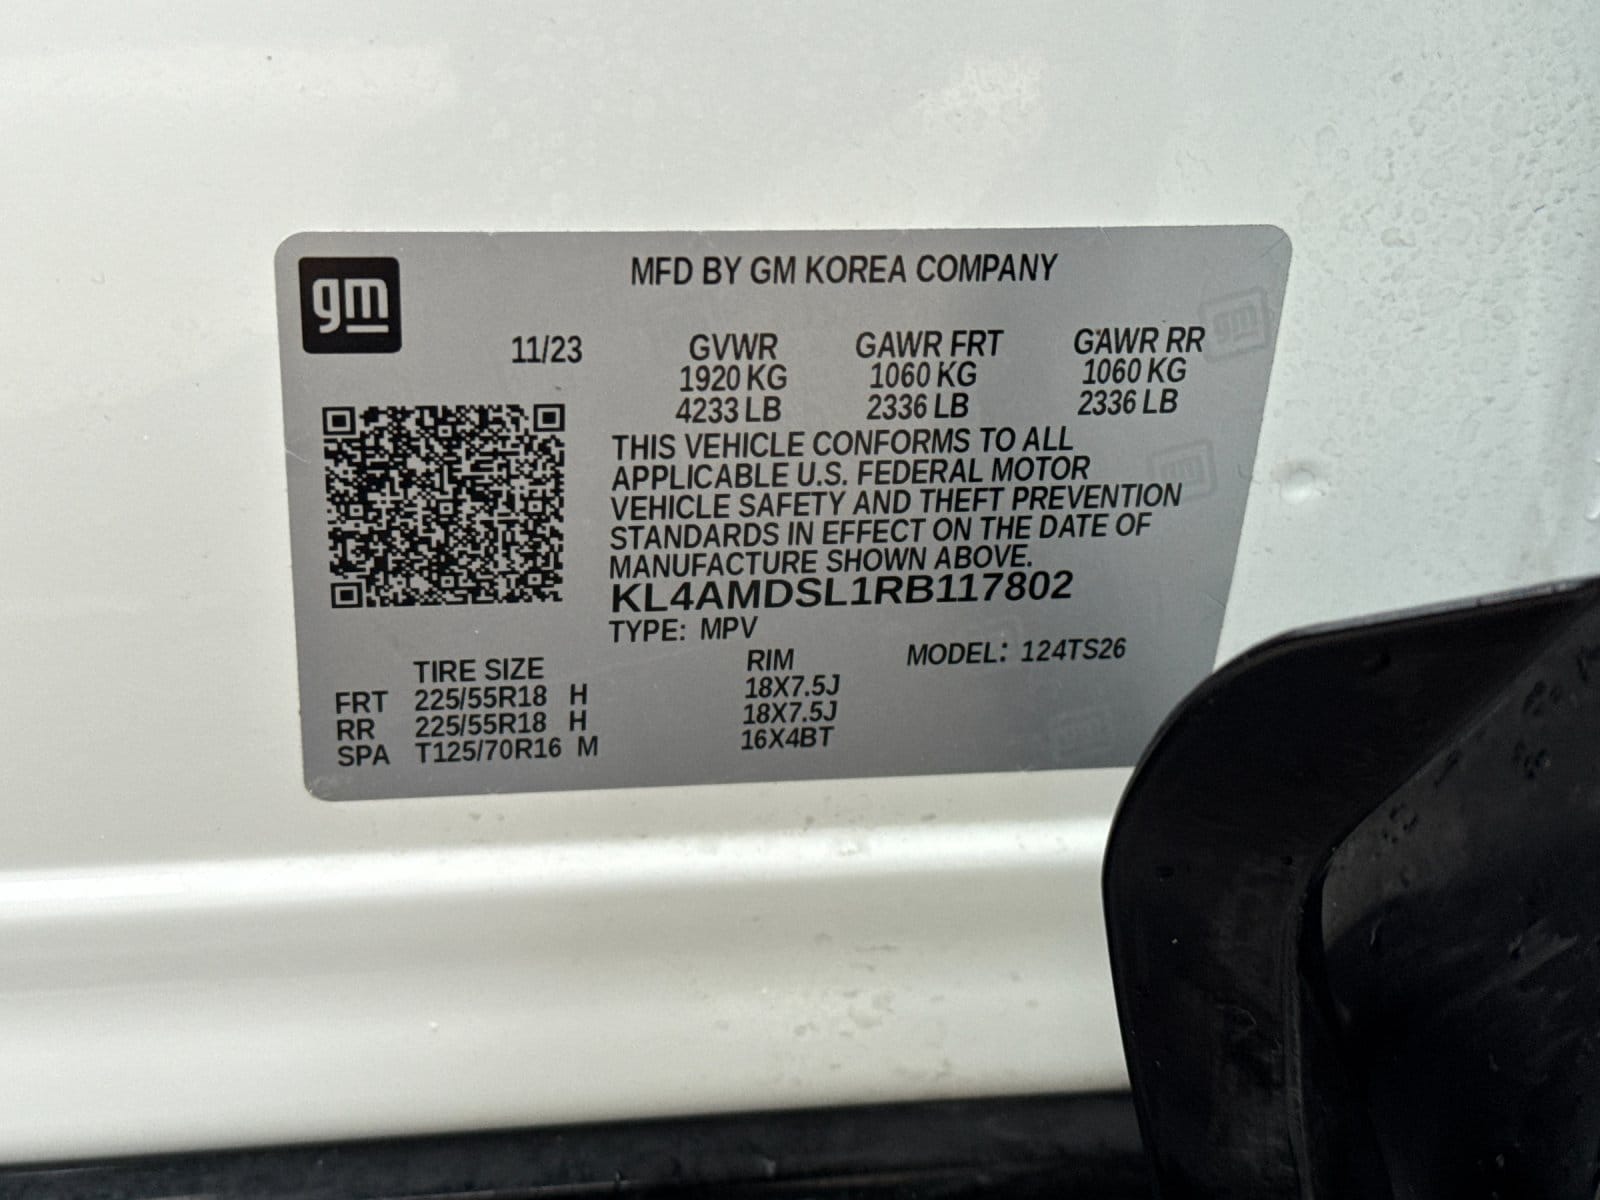 gm
MFD BY GM KOREA COMPANY
11/23 GVWR GAWR FRT GAWR RR
1920 KG 1060 KG 1060 KG
4233 LB 2336 LB 2336 LB
THIS VEHICLE CONFORMS TO ALL
APPLICABLE U.S. FEDERAL MOTOR
VEHICLE SAFETY AND THEFT PREVENTION
STANDARDS IN EFFECT ON THE DATE OF
MANUFACTURE SHOWN ABOVE.
KL4AMDSL1RB117802
TYPE: MPV
TIRE SIZE RIM MODEL: 124TS26
FRT 225/55R18 H 18X7.5J
RR 225/55R18 H 18X7.5J
SPA T125/70R16 M 16X4BT